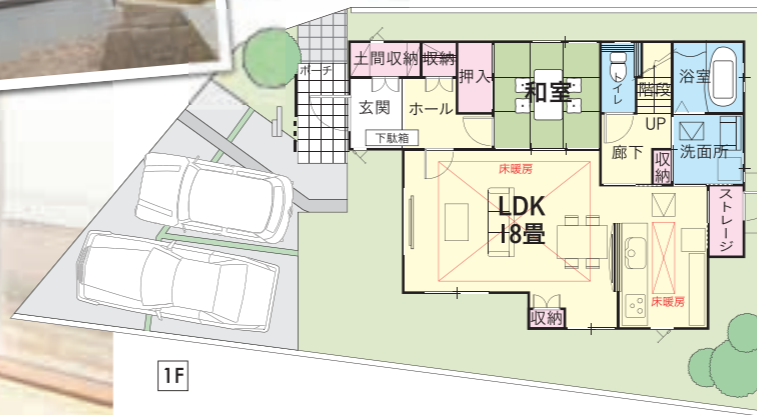 ポーチ
土間収納
収納
押入
和室
トイレ
階段
浴室
玄関
ホール
下駄箱
UP
廊下
収納
洗面所
床暖房
LDK
18畳
ストレージ
床暖房
収納
1F